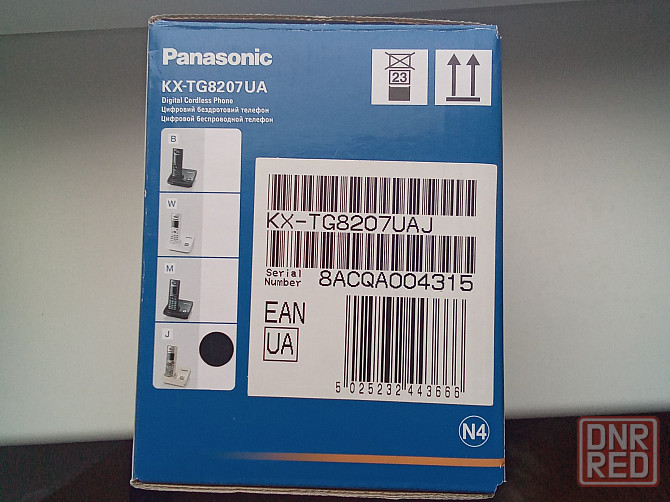 Panasonic
KX-TG8207UA
Digital Cordless Phone
Цифровий бездротовий телефон
Цифровой беспроводной телефон
23
B
W
M
J
KX-TG8207UAJ
Serial
Number
8ACQA004315
EAN
UA
5 025232 443666
N4
DNR
RED